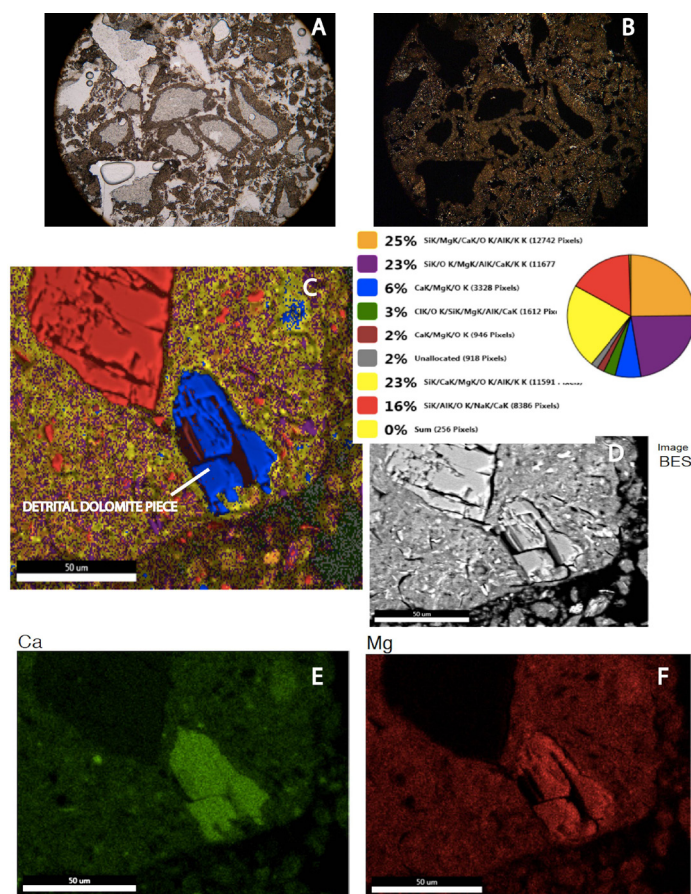 A
B
25% SiK/MgK/CaK/O K/AlK/K K (12742 Pixels)
23% SiK/O K/MgK/AlK/CaK/K K (11677
6% CaK/MgK/O K (3328 Pixels)
3% ClK/O K/SiK/MgK/AlK/CaK (1612 Pix
2% CaK/MgK/O K (946 Pixels)
2% Unallocated (918 Pixels)
23% SiK/CaK/MgK/O K/AlK/K K (11591 Pixels)
16% SiK/AlK/O K/NaK/CaK (8386 Pixels)
0% Sum (256 Pixels)
C
DETRITAL DOLOMITE PIECE
50 um
D
Image
BES
50 um
Ca
E
50 um
Mg
F
50 um